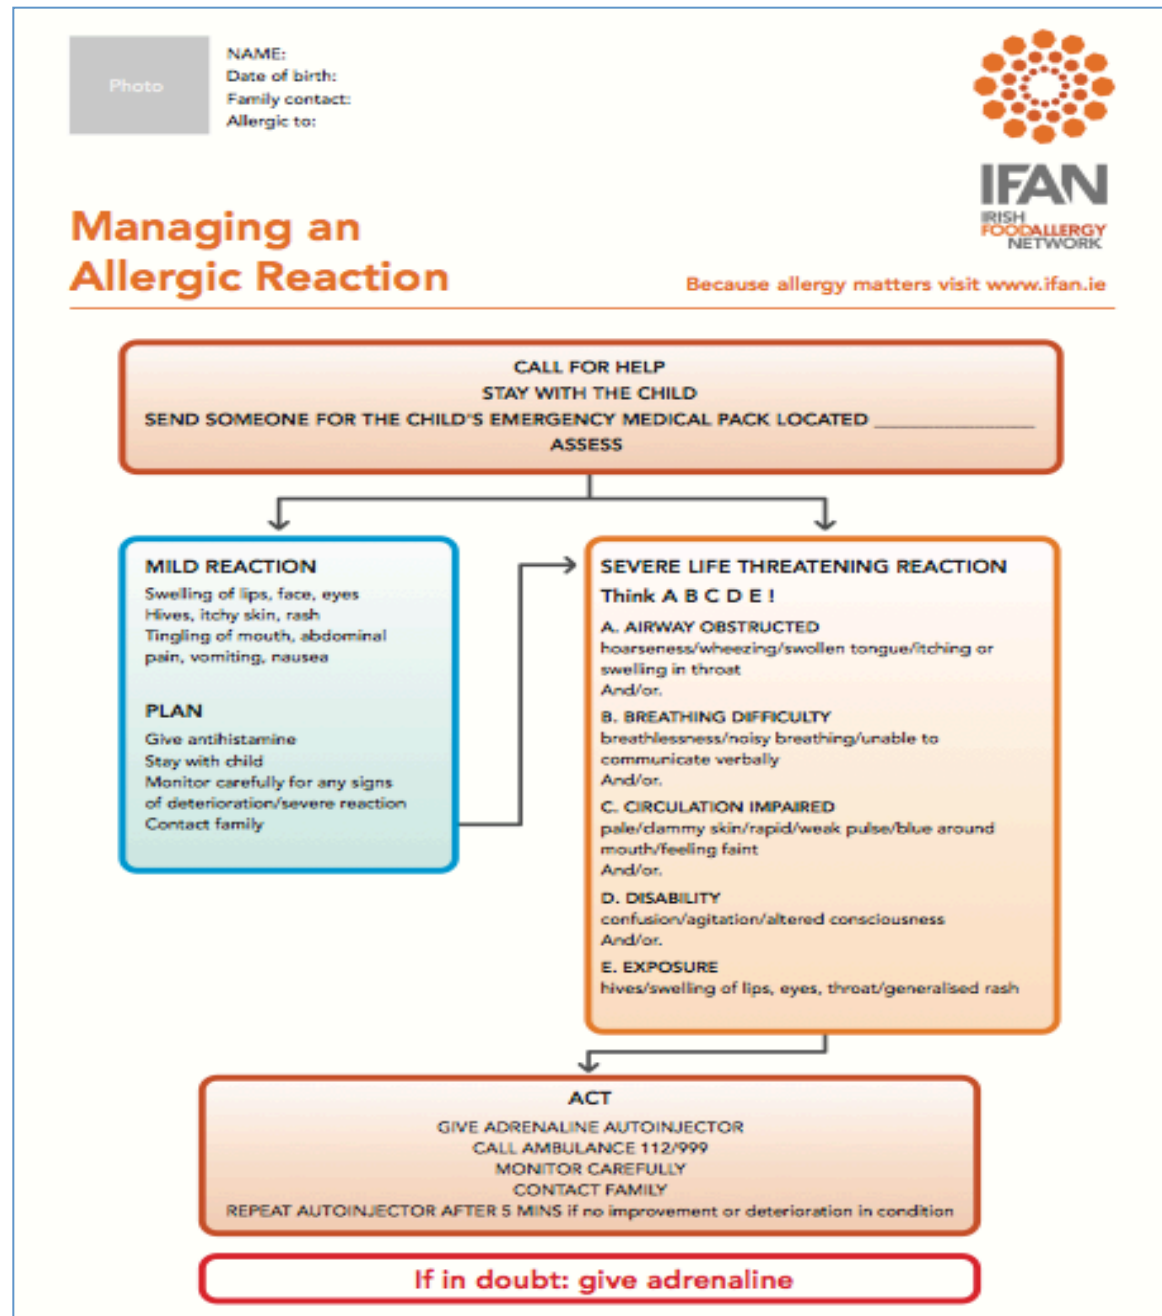 Photo
NAME:
Date of birth:
Family contact:
Allergic to:
IFAN
IRISH
FOODALLERGY
NETWORK
Managing an
Allergic Reaction
Because allergy matters visit www.ifan.ie
CALL FOR HELP
STAY WITH THE CHILD
SEND SOMEONE FOR THE CHILD'S EMERGENCY MEDICAL PACK LOCATED _______________
ASSESS
MILD REACTION
Swelling of lips, face, eyes
Hives, itchy skin, rash
Tingling of mouth, abdominal
pain, vomiting, nausea
PLAN
Give antihistamine
Stay with child
Monitor carefully for any signs
of deterioration/severe reaction
Contact family
SEVERE LIFE THREATENING REACTION
Think A B C D E !
A. AIRWAY OBSTRUCTED
hoarseness/wheezing/swollen tongue/itching or
swelling in throat
And/or.
B. BREATHING DIFFICULTY
breathlessness/noisy breathing/unable to
communicate verbally
And/or.
C. CIRCULATION IMPAIRED
pale/clammy skin/rapid/weak pulse/blue around
mouth/feeling faint
And/or.
D. DISABILITY
confusion/agitation/altered consciousness
And/or.
E. EXPOSURE
hives/swelling of lips, eyes, throat/generalised rash
ACT
GIVE ADRENALINE AUTOINJECTOR
CALL AMBULANCE 112/999
MONITOR CAREFULLY
CONTACT FAMILY
REPEAT AUTOINJECTOR AFTER 5 MINS if no improvement or deterioration in condition
If in doubt: give adrenaline